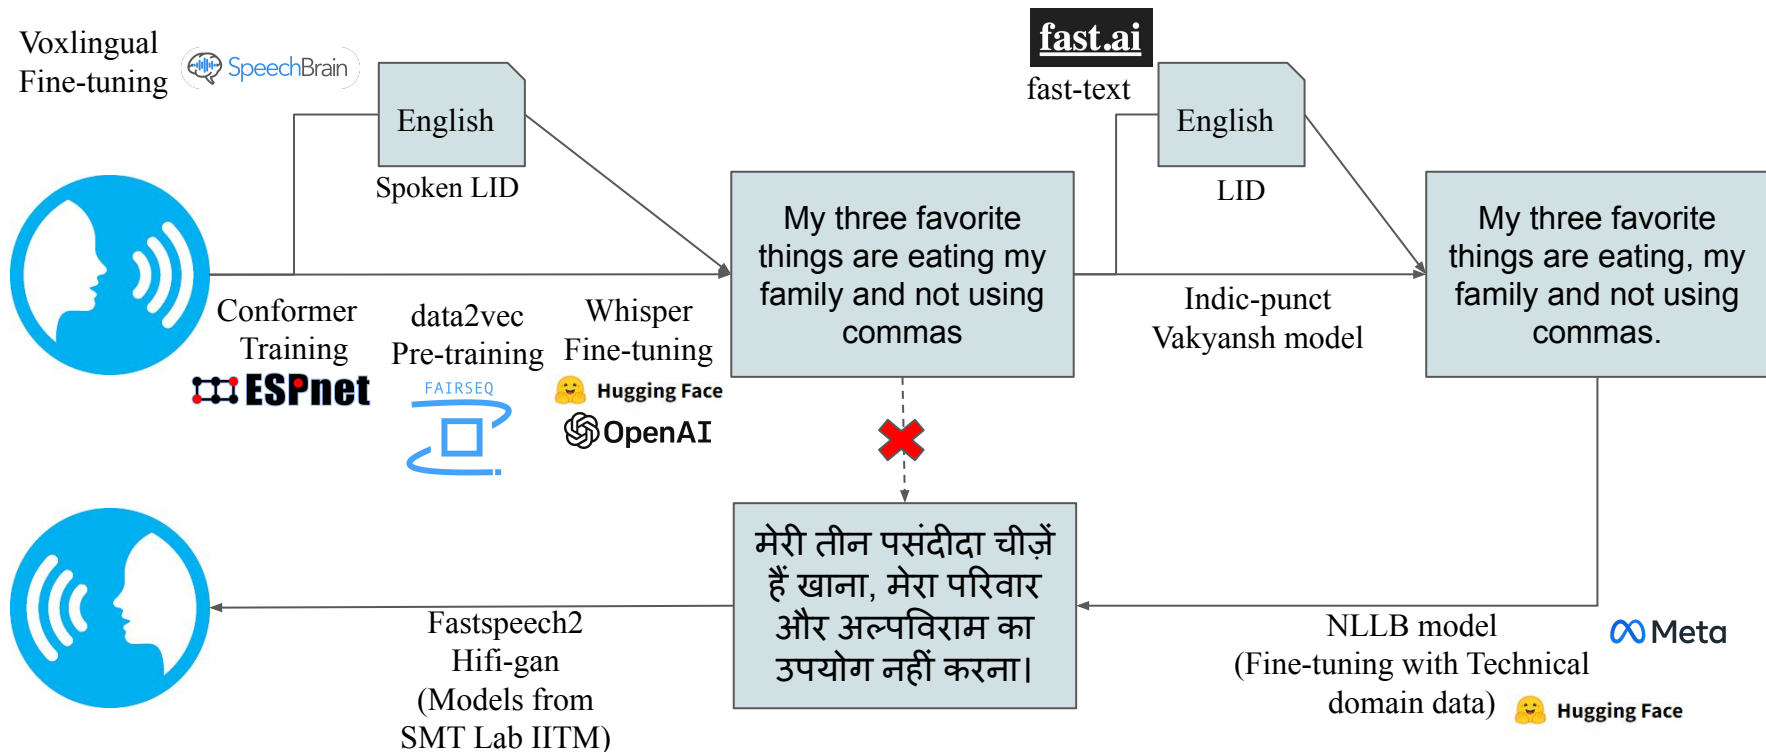 Voxlingual
Fine-tuning
SpeechBrain
English
Spoken LID
fast.ai
fast-text
English
LID
My three favorite
things are eating my
family and not using
commas
My three favorite
things are eating, my
family and not using
commas.
Conformer
Training
ESPnet
data2vec
Pre-training
FAIRSEQ
Whisper
Fine-tuning
Hugging Face
OpenAI
Indic-punct
Vakyansh model
मेरी तीन पसंदीदा चीज़ें
हैं खाना, मेरा परिवार
और अल्पविराम का
उपयोग नहीं करना।
Fastspeech2
Hifi-gan
(Models from
SMT Lab IITM)
NLLB model
(Fine-tuning with Technical
domain data)
Meta
Hugging Face